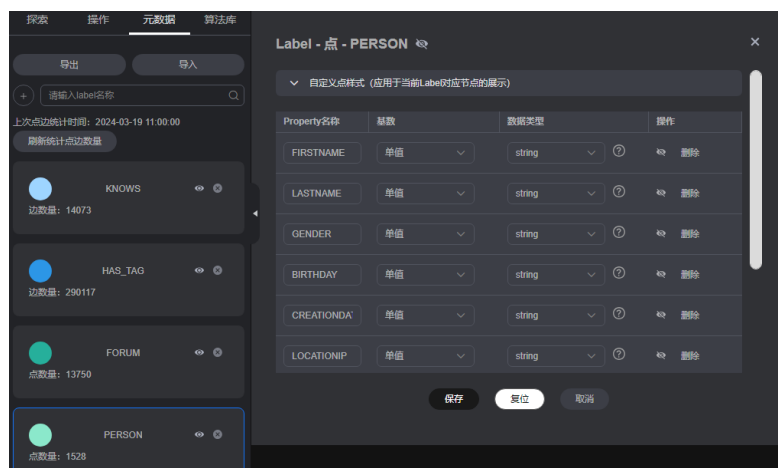 探索 操作 元数据 算法库
导出 导入
请输入label名称
上次点边统计时间：2024-03-19 11:00:00
刷新统计点边数量
KNOWS
边数量：14073
HAS_TAG
边数量：290117
FORUM
点数量：13750
PERSON
点数量：1528
Label - 点 - PERSON
自定义点样式（应用于当前Label对应节点的展示）
Property名称 基数 数据类型 操作
FIRSTNAME 单值 string 删除
LASTNAME 单值 string 删除
GENDER 单值 string 删除
BIRTHDAY 单值 string 删除
CREATIONDA 单值 string 删除
LOCATIONIP 单值 string 删除
保存 复位 取消